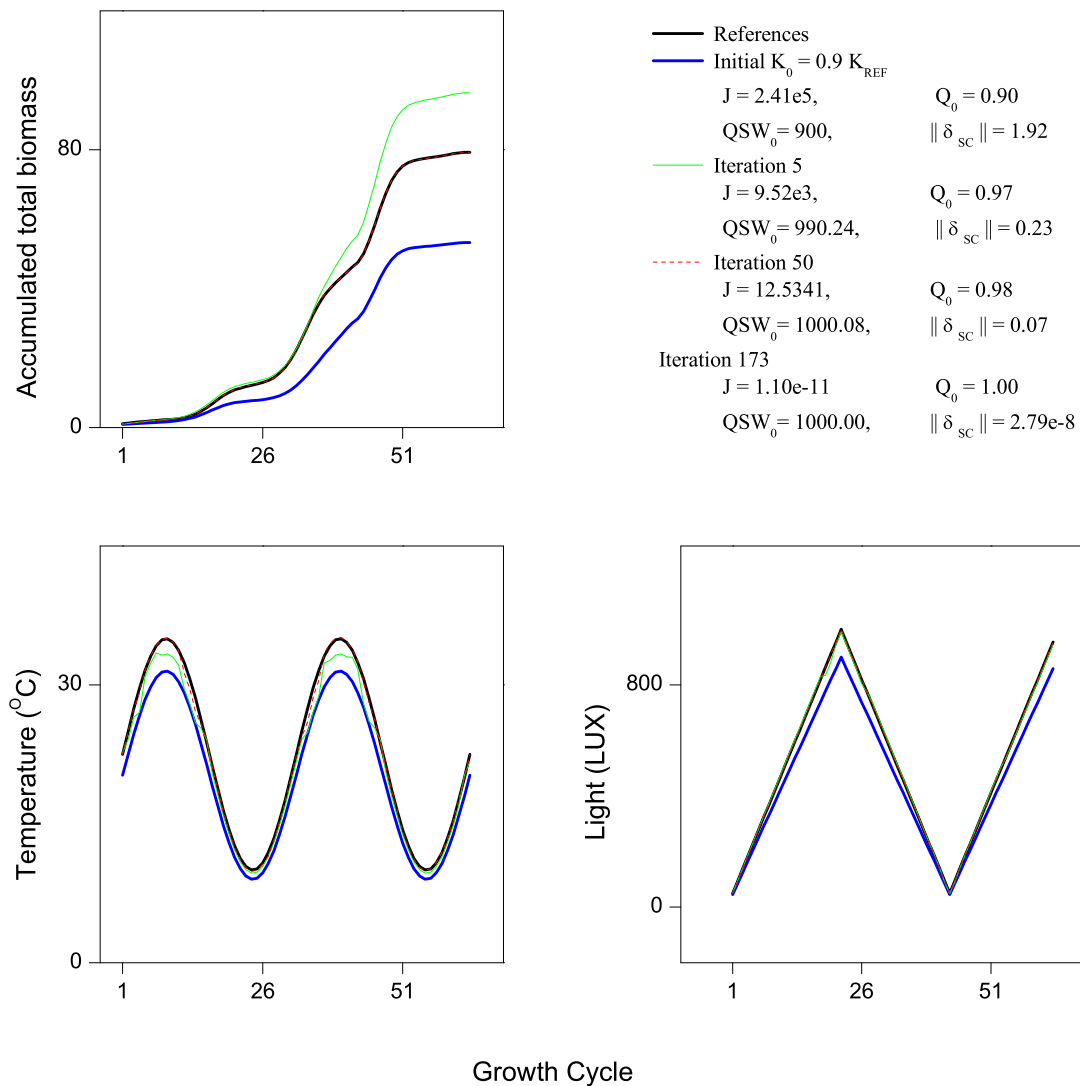 Accumulated total biomass
80
0
1 26 51
References
Initial K0 = 0.9 KREF
J = 2.41e5, Q0 = 0.90
QSW0 = 900, || δ SC || = 1.92
Iteration 5
J = 9.52e3, Q0 = 0.97
QSW0 = 990.24, || δ SC || = 0.23
Iteration 50
J = 12.5341, Q0 = 0.98
QSW0= 1000.08, || δ SC || = 0.07
Iteration 173
J = 1.10e-11 Q0 = 1.00
QSW0= 1000.00, || δ SC || = 2.79e-8
Temperature (OC)
30
0
1 26 51
Light (LUX)
800
0
1 26 51
Growth Cycle